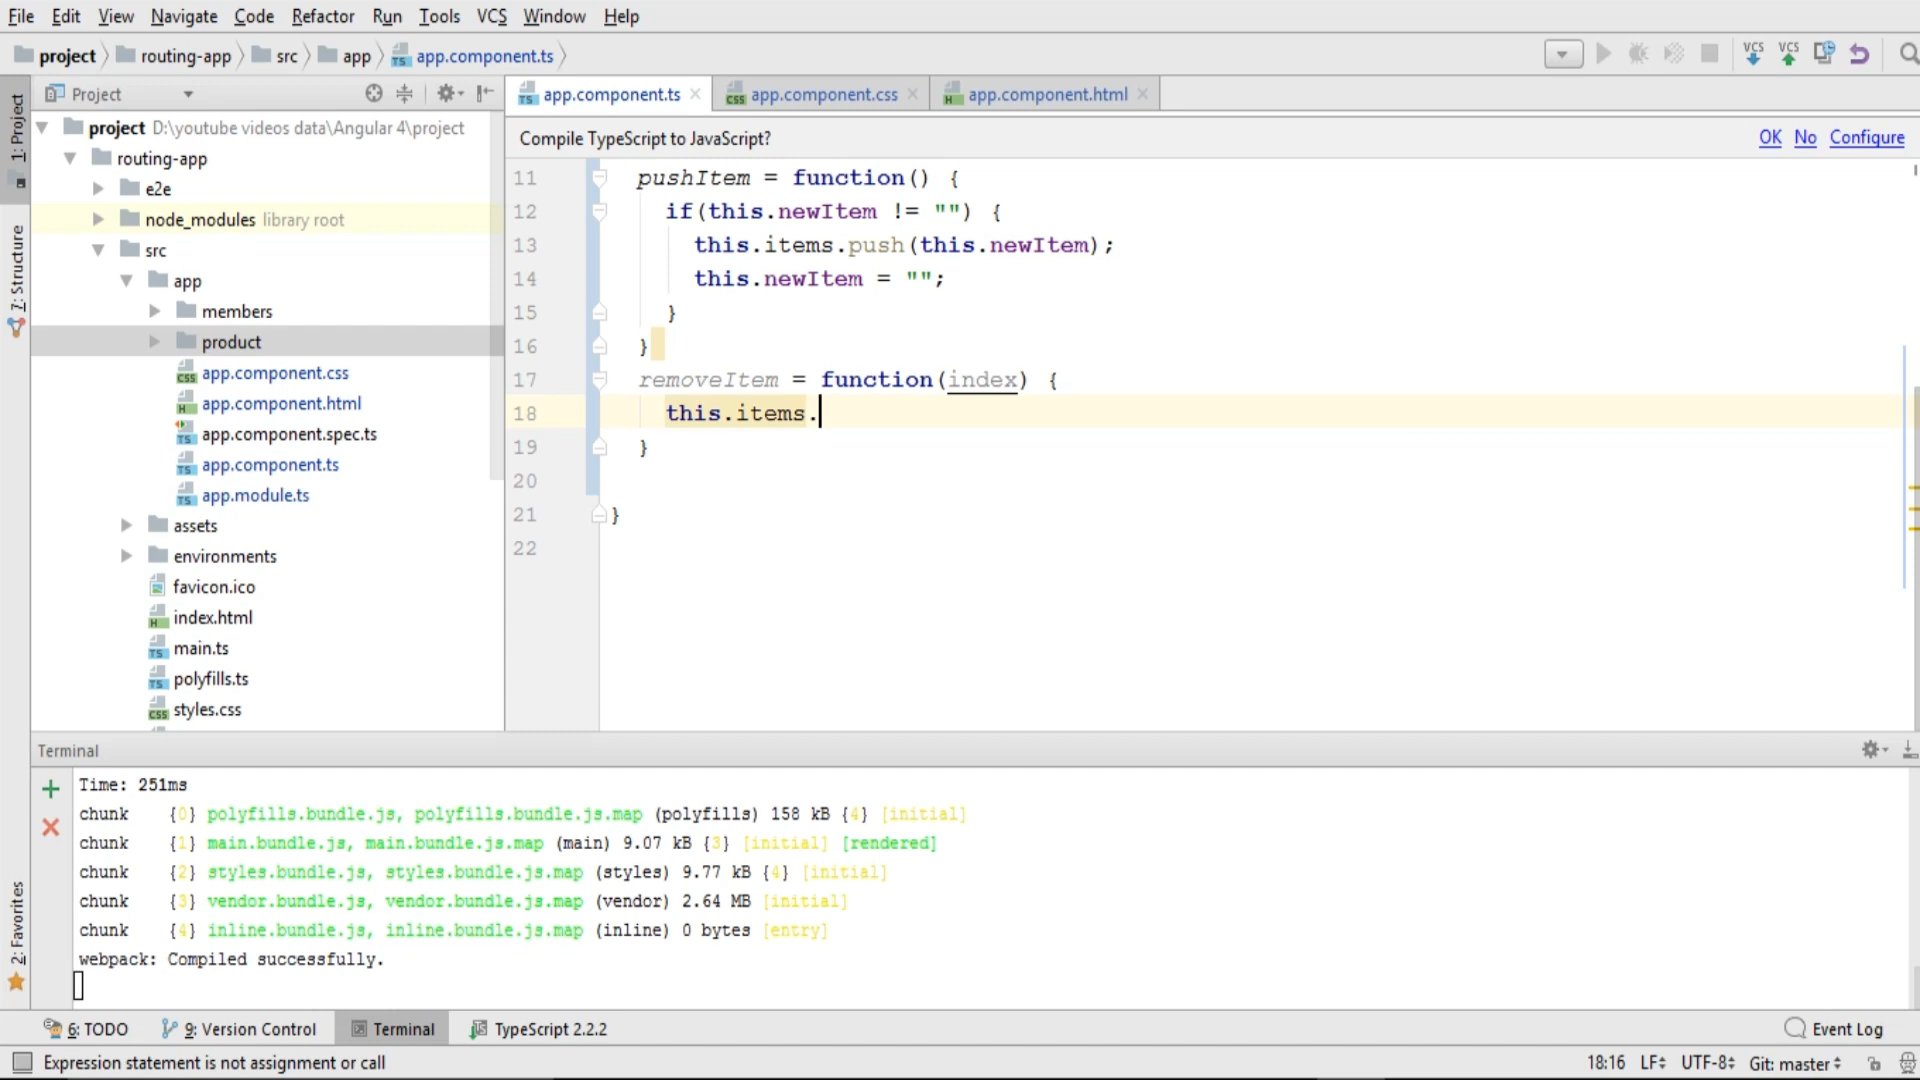 File Edit View Navigate Code Refactor Run Tools VCS Window Help
project routing-app src app app.component.ts VCS VCS
Project app.component.ts app.component.css app.component.html
Compile TypeScript to JavaScript? OK No Configure
1: Project
7: Structure
2: Favorites
project D:\youtube videos data\Angular 4\project
routing-app
e2e
node_modules library root
src
app
members
product
app.component.css
app.component.html
app.component.spec.ts
app.component.ts
app.module.ts
assets
environments
favicon.ico
index.html
main.ts
polyfills.ts
styles.css
11 pushItem = function() {
12 if(this.newItem != "") {
13 this.items.push(this.newItem);
14 this.newItem = "";
15 }
16 }
17 removeItem = function(index) {
18 this.items.
19 }
20
21 }
22
Terminal
Time: 251ms
chunk {0} polyfills.bundle.js, polyfills.bundle.js.map (polyfills) 158 kB {4} [initial]
chunk {1} main.bundle.js, main.bundle.js.map (main) 9.07 kB {3} [initial] [rendered]
chunk {2} styles.bundle.js, styles.bundle.js.map (styles) 9.77 kB {4} [initial]
chunk {3} vendor.bundle.js, vendor.bundle.js.map (vendor) 2.64 MB [initial]
chunk {4} inline.bundle.js, inline.bundle.js.map (inline) 0 bytes [entry]
webpack: Compiled successfully.
6: TODO 9: Version Control Terminal TypeScript 2.2.2 Event Log
Expression statement is not assignment or call 18:16 LF UTF-8 Git: master